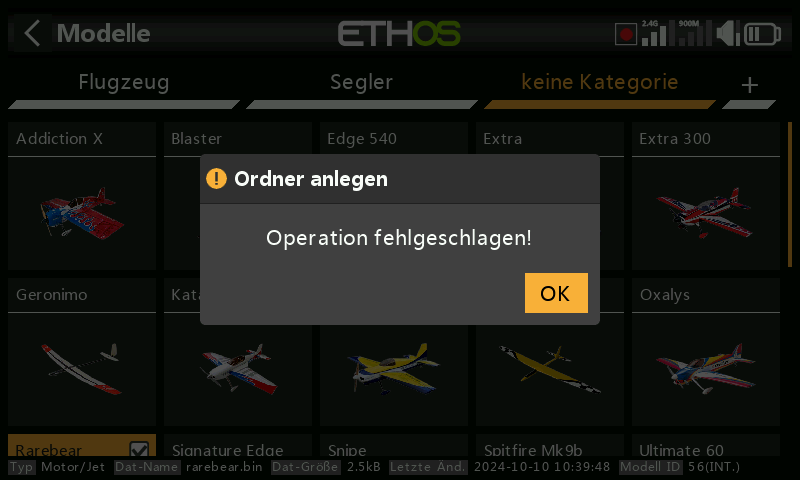 Modelle
ETHOS
2.4G
900M
Flugzeug
Segler
keine Kategorie
+
Addiction X
Blaster
Edge 540
Extra
Extra 300
Ordner anlegen
Operation fehlgeschlagen!
OK
Geronimo
Kata
Oxalys
Rarebear
Signature Edge
Snipe
Spitfire Mk9b
Ultimate 60
Typ Motor/Jet Dat-Name rarebear.bin Dat-Größe 2.5kB Letzte Änd. 2024-10-10 10:39:48 Modell ID 56(INT.)